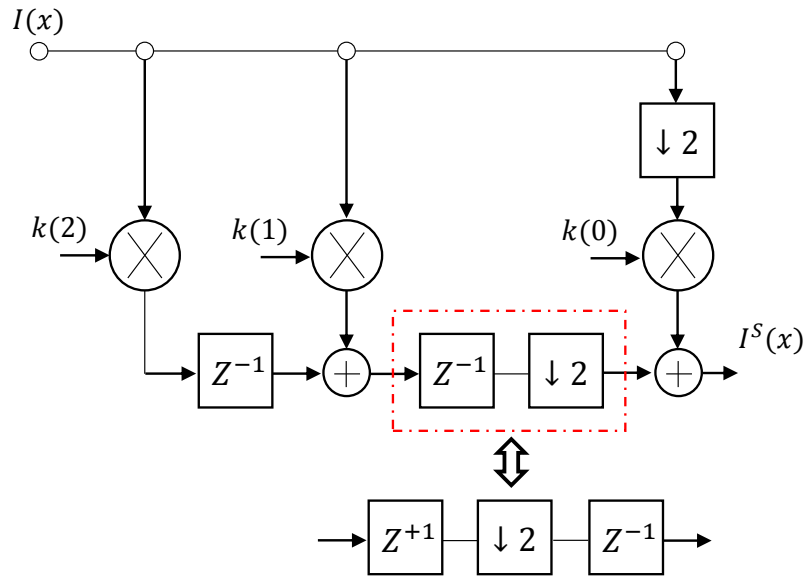 I(x)
↓ 2
k(2)
k(1)
k(0)
I^S(x)
Z^{-1}
+
Z^{-1}
↓ 2
+
Z^{+1}
↓ 2
Z^{-1}